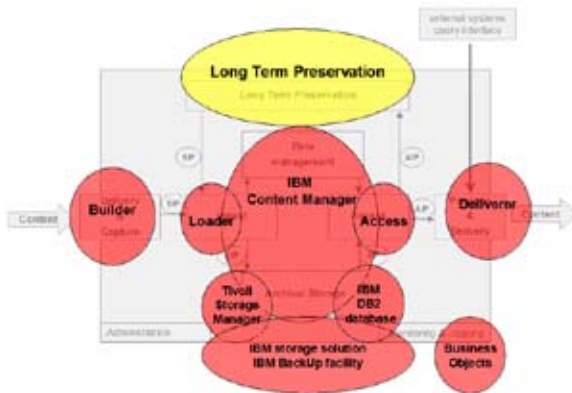 external systems
query interface
Long Term Preservation
Long Term Preservation
SIP
AIP
Data
management
IBM
Content Manager
Builder
Loader
Access
Deliverer
Content
Delivery
Capture
SIP
AIP
Delivery
Content
Tivoli
Storage
Manager
Archival Storage
IBM
DB2
database
Administration
IBM storage solution
IBM BackUp facility
Business
Objects